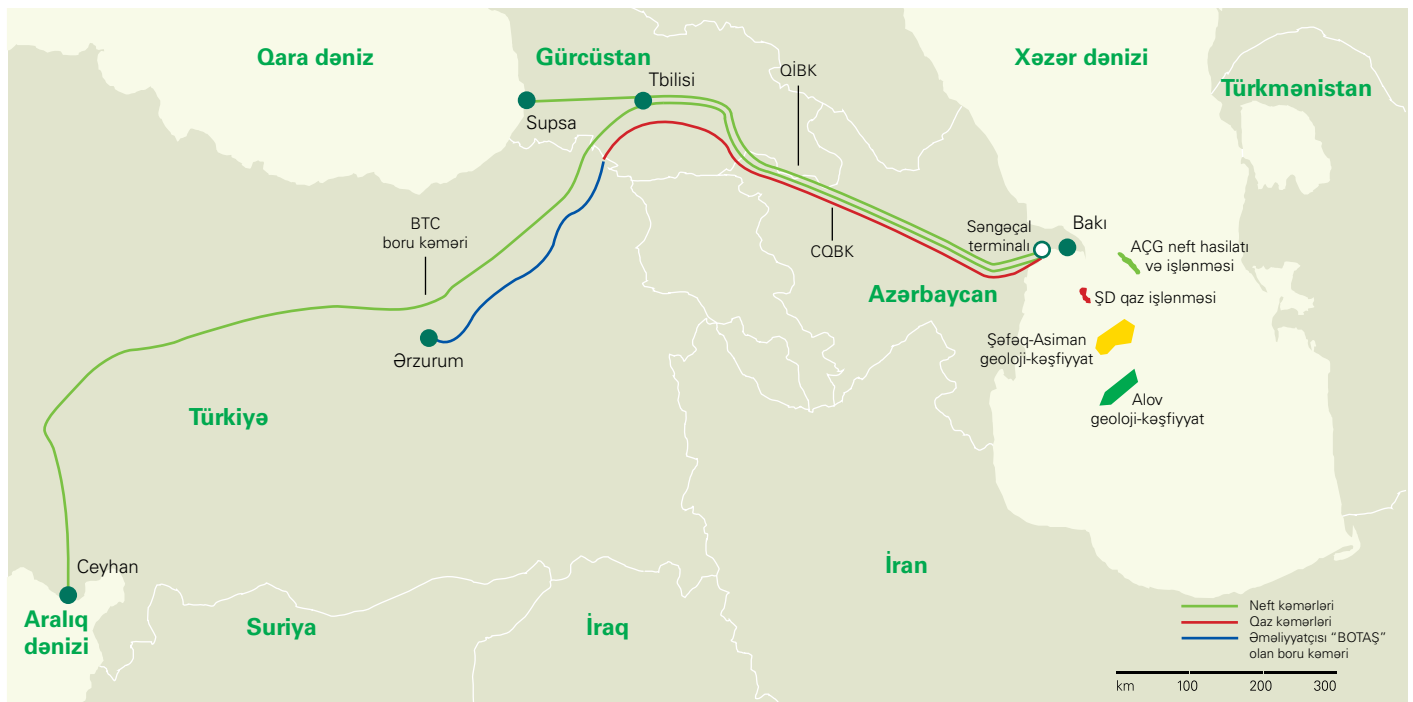 Qara dəniz
Gürcüstan
Xəzər dənizi
Türkmənistan
Tbilisi
QİBK
Supsa
BTC
boru kəməri
CQBK
Səngəçal
terminalı
Bakı
AÇG neft hasilatı
və işlənməsi
Azərbaycan
ŞD qaz işlənməsi
Şəfəq-Asiman
geoloji-kəşfiyyat
Ərzurum
Alov
geoloji-kəşfiyyat
Türkiyə
Ceyhan
İran
Aralıq
dənizi
Suriya
İraq
Neft kəmərləri
Qaz kəmərləri
Əməliyyatçısı “BOTAŞ”
olan boru kəməri
km 100 200 300